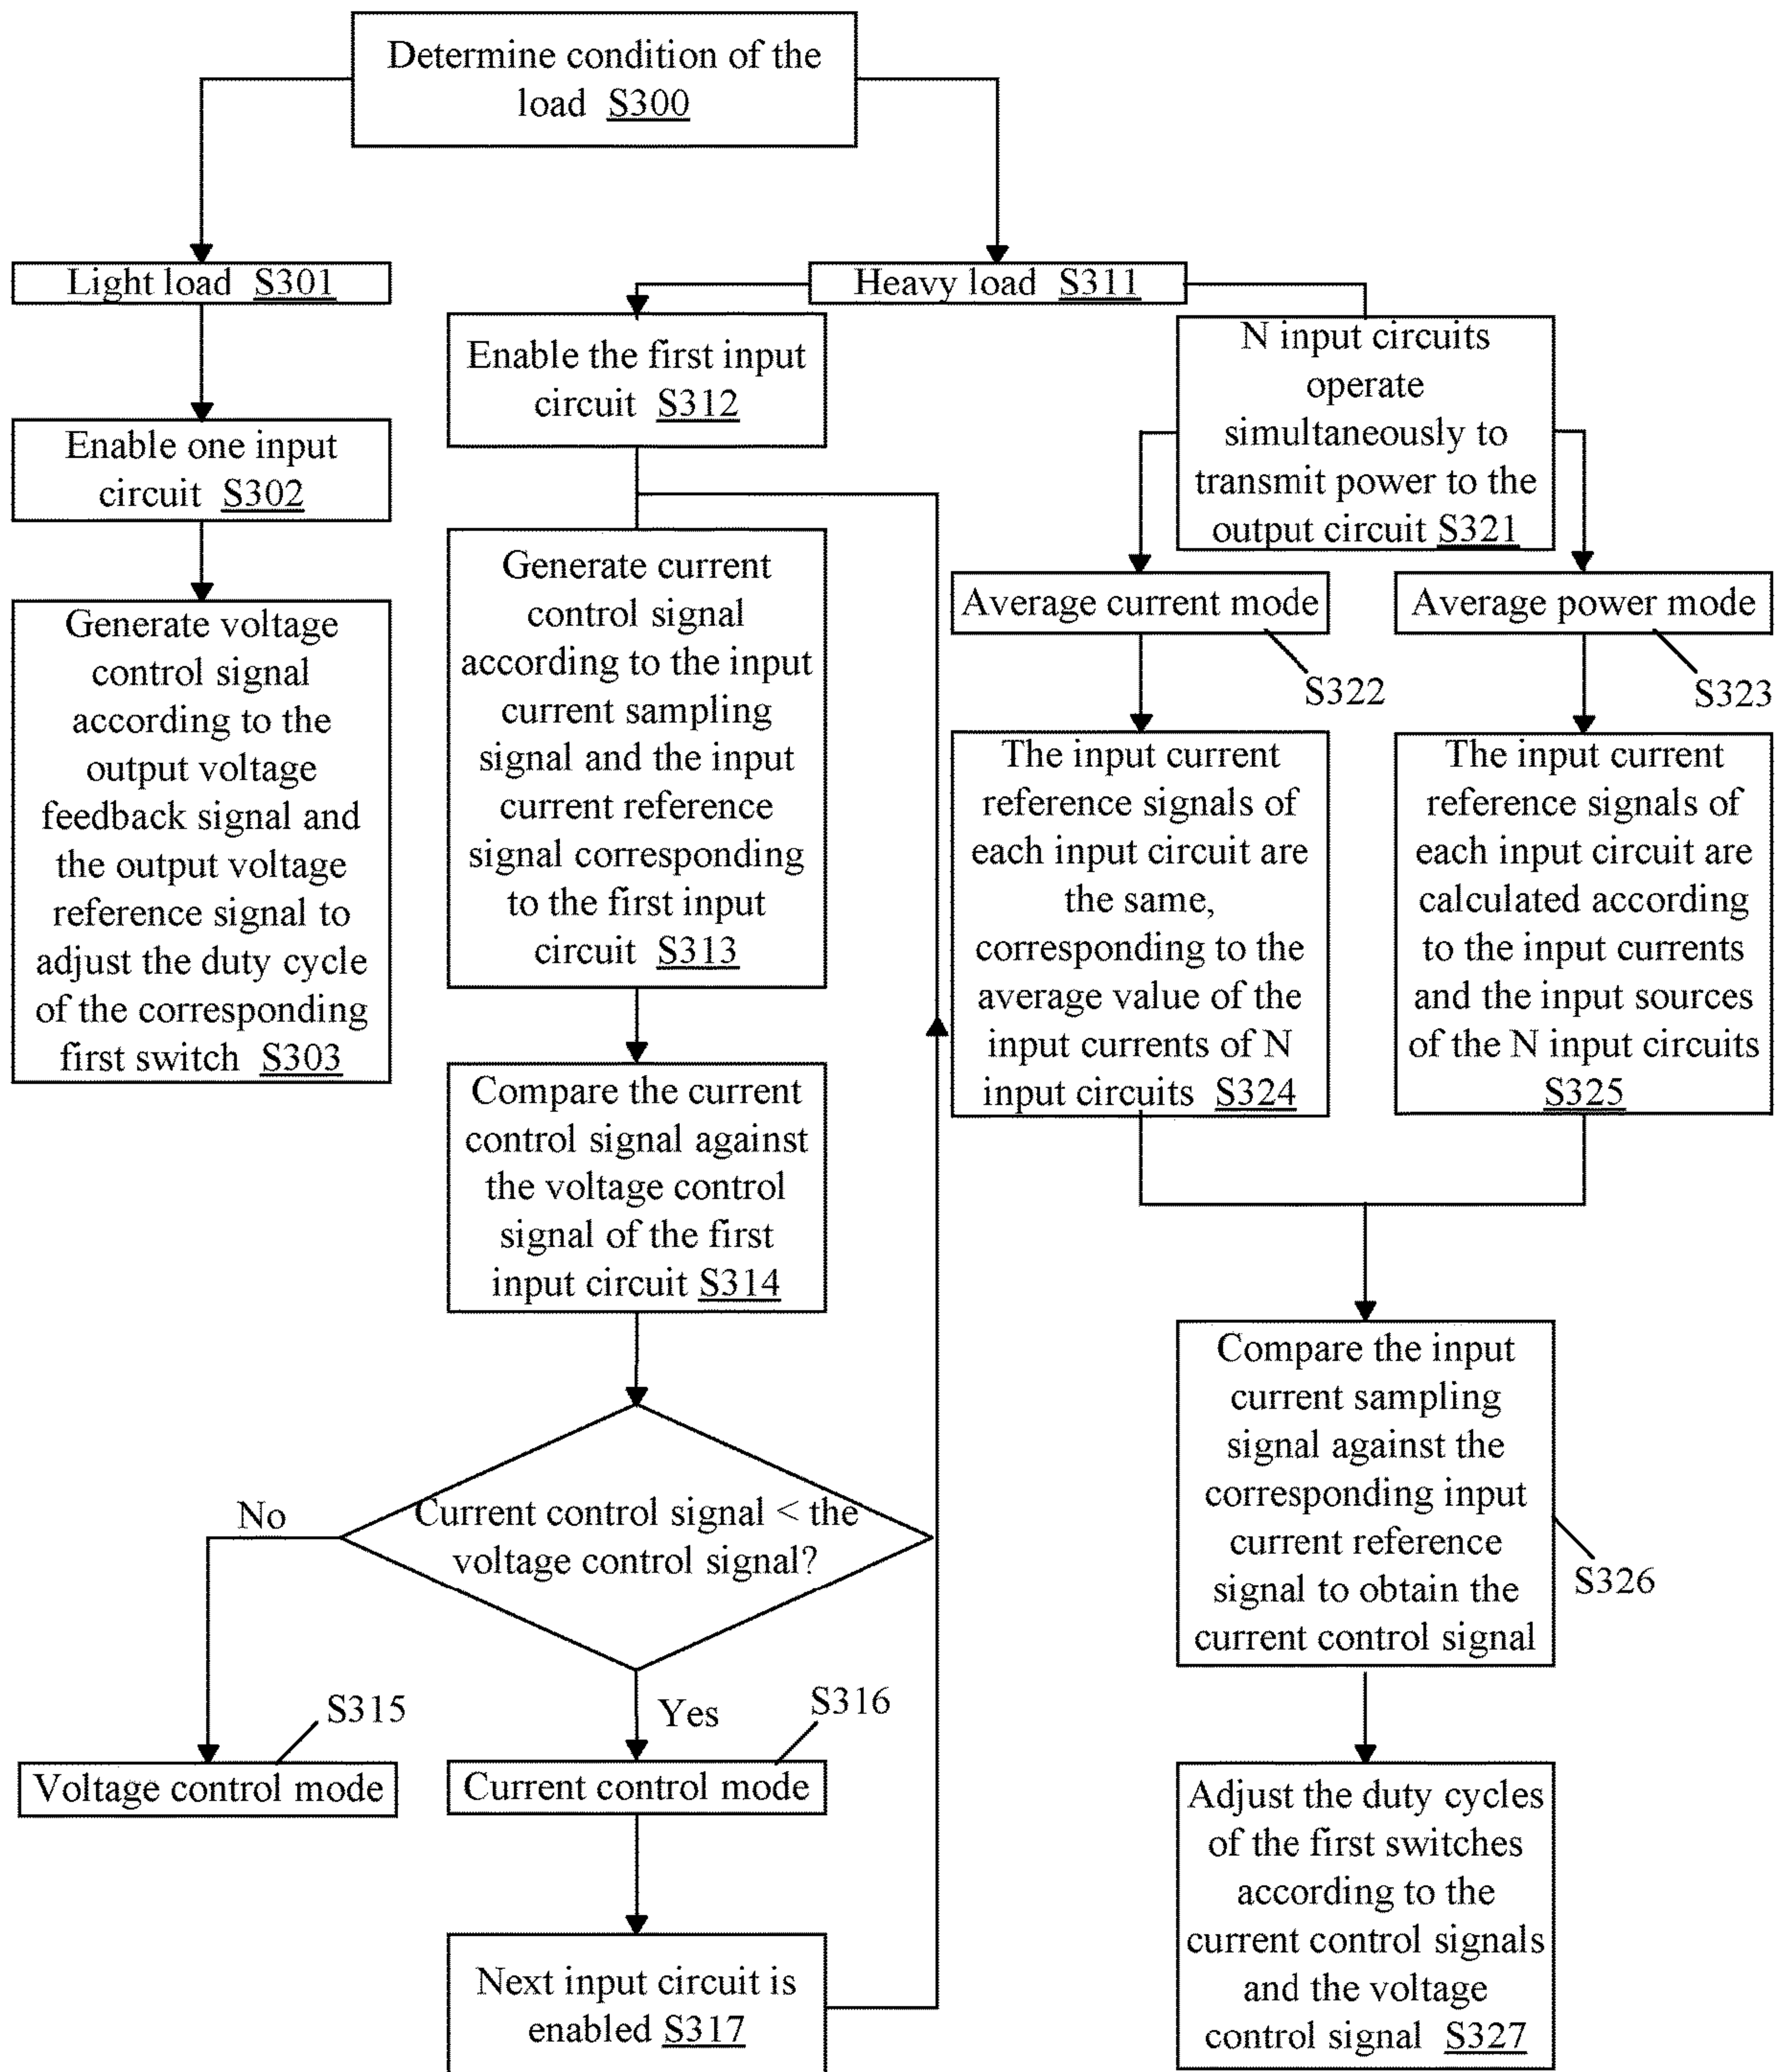 Determine condition of the
load S300
Light load S301
Enable one input
circuit S302
Generate voltage
control signal
according to the
output voltage
feedback signal and
the output voltage
reference signal to
adjust the duty cycle
of the corresponding
first switch S303
Heavy load S311
Enable the first input
circuit S312
Generate current
control signal
according to the input
current sampling
signal and the input
current reference
signal corresponding
to the first input
circuit S313
Compare the current
control signal against
the voltage control
signal of the first
input circuit S314
Current control signal < the
voltage control signal?
No
Yes
S315
Voltage control mode
S316
Current control mode
Next input circuit is
enabled S317
N input circuits
operate
simultaneously to
transmit power to the
output circuit S321
Average current mode
S322
Average power mode
S323
The input current
reference signals of
each input circuit are
the same,
corresponding to the
average value of the
input currents of N
input circuits S324
The input current
reference signals of
each input circuit are
calculated according
to the input currents
and the input sources
of the N input circuits
S325
Compare the input
current sampling
signal against the
corresponding input
current reference
signal to obtain the
current control signal
S326
Adjust the duty cycles
of the first switches
according to the
current control signals
and the voltage
control signal S327